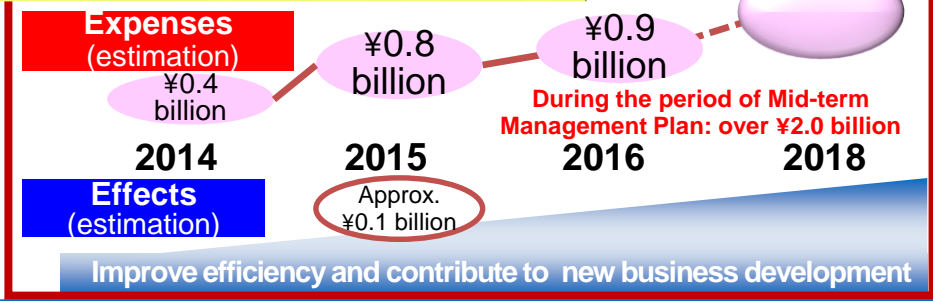 Expenses
(estimation)
¥0.4
billion
¥0.8
billion
¥0.9
billion
During the period of Mid-term
Management Plan: over ¥2.0 billion
2014 2015 2016 2018
Effects
(estimation)
Approx.
¥0.1 billion
Improve efficiency and contribute to new business development